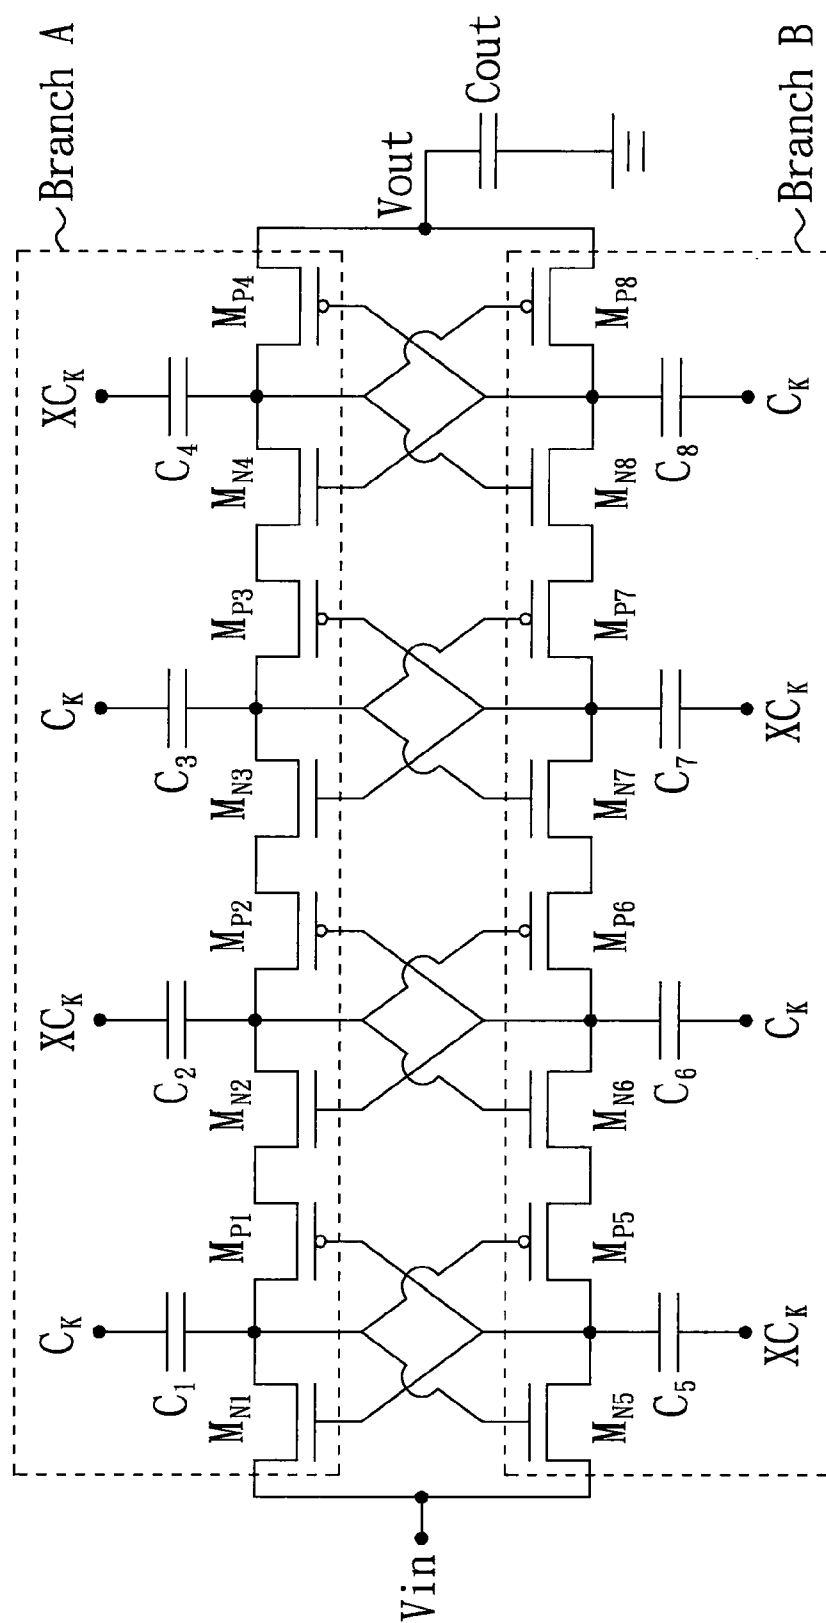 Branch A
XC_K
C_K
XC_K
C_K
C_4
C_3
C_2
C_1
M_P4
M_N4
M_P3
M_N3
M_P2
M_N2
M_P1
M_N1
Vin
Vout
Cout
M_N5
M_P5
M_N6
M_P6
M_N7
M_P7
M_N8
M_P8
C_5
C_6
C_7
C_8
XC_K
C_K
XC_K
C_K
Branch B